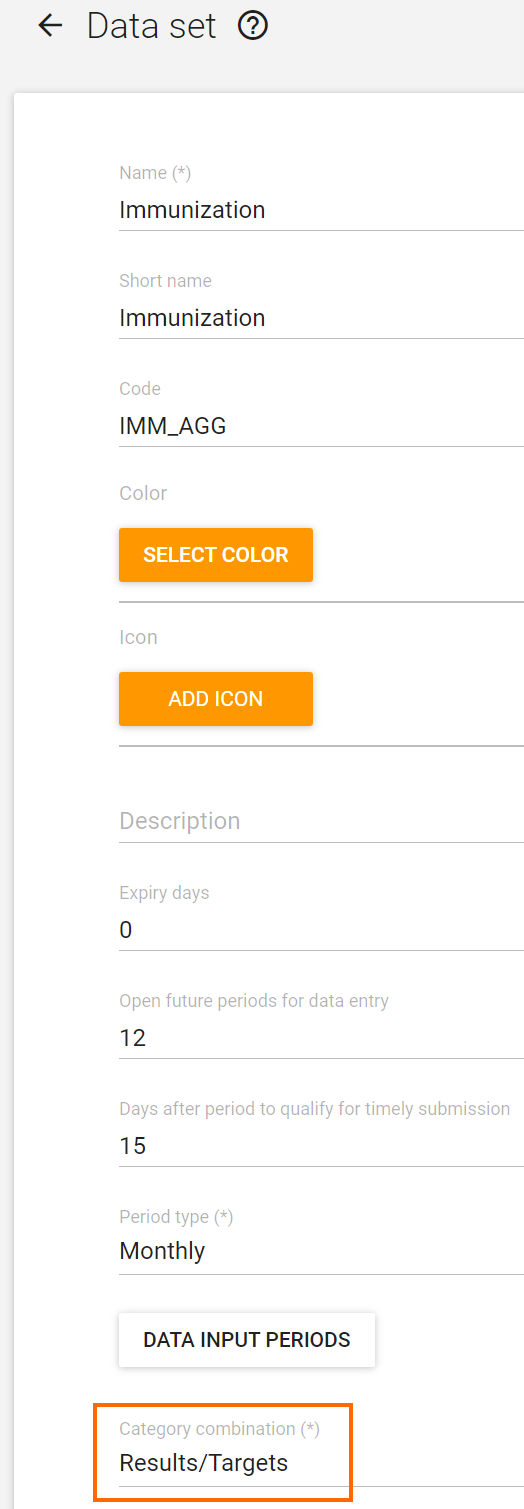 Data set
Name (*)
Immunization
Short name
Immunization
Code
IMM_AGG
Color
SELECT COLOR
Icon
ADD ICON
Description
Expiry days
0
Open future periods for data entry
12
Days after period to qualify for timely submission
15
Period type (*)
Monthly
DATA INPUT PERIODS
Category combination (*)
Results/Targets